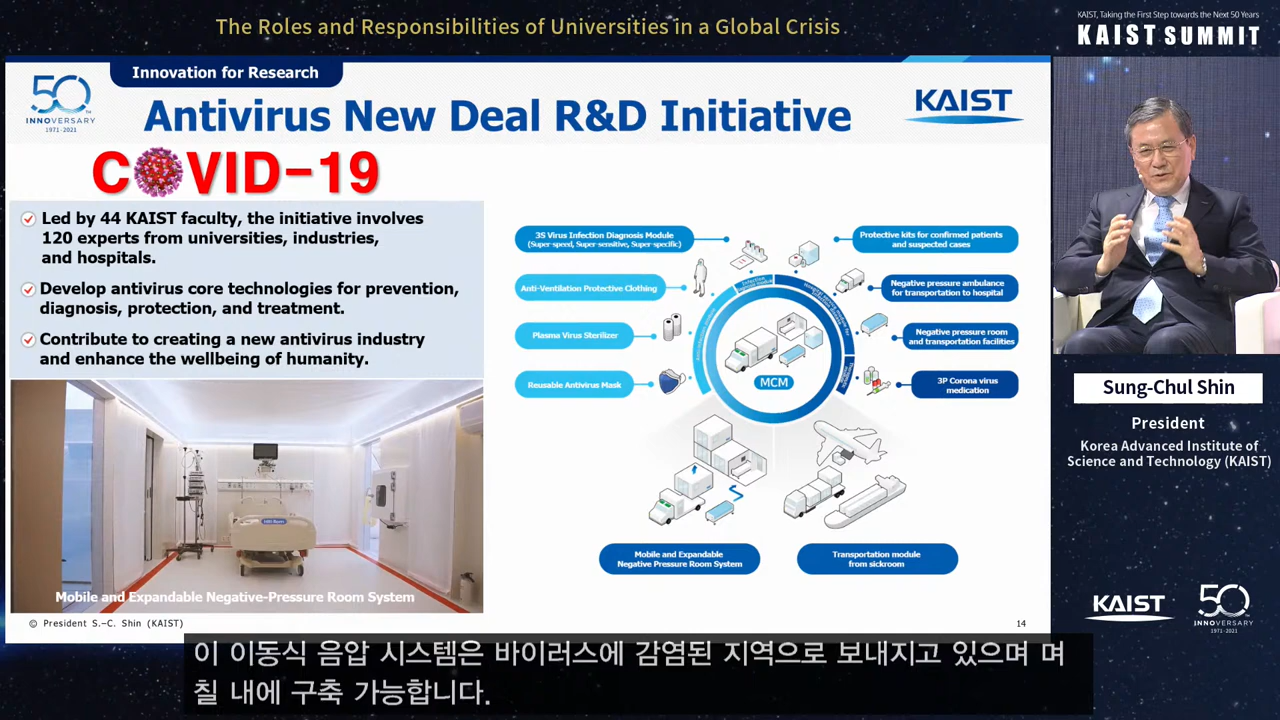 The Roles and Responsibilities of Universities in a Global Crisis
KAIST, Taking the First Step towards the Next 50 Years
KAIST SUMMIT
50
INNOVERSARY
1971-2021
Innovation for Research
Antivirus New Deal R&D Initiative
KAIST
COVID-19
Led by 44 KAIST faculty, the initiative involves
120 experts from universities, industries,
and hospitals.
Develop antivirus core technologies for prevention,
diagnosis, protection, and treatment.
Contribute to creating a new antivirus industry
and enhance the wellbeing of humanity.
3S Virus Infection Diagnosis Module
(Super-speed, Super-sensitive, Super-specific)
Anti-Ventilation Protective Clothing
Plasma Virus Sterilizer
Reusable Antivirus Mask
Protective kits for confirmed patients
and suspected cases
Negative pressure ambulance
for transportation to hospital
Negative pressure room
and transportation facilities
3P Corona virus
medication
MCM
Mobile and Expandable
Negative Pressure Room System
Transportation module
from sickroom
Mobile and Expandable Negative-Pressure Room System
© President S.-C. Shin (KAIST)
14
Sung-Chul Shin
President
Korea Advanced Institute of
Science and Technology (KAIST)
KAIST
50
INNOVERSARY
1971-2021
이 이동식 음압 시스템은 바이러스에 감염된 지역으로 보내지고 있으며 며
칠 내에 구축 가능합니다.